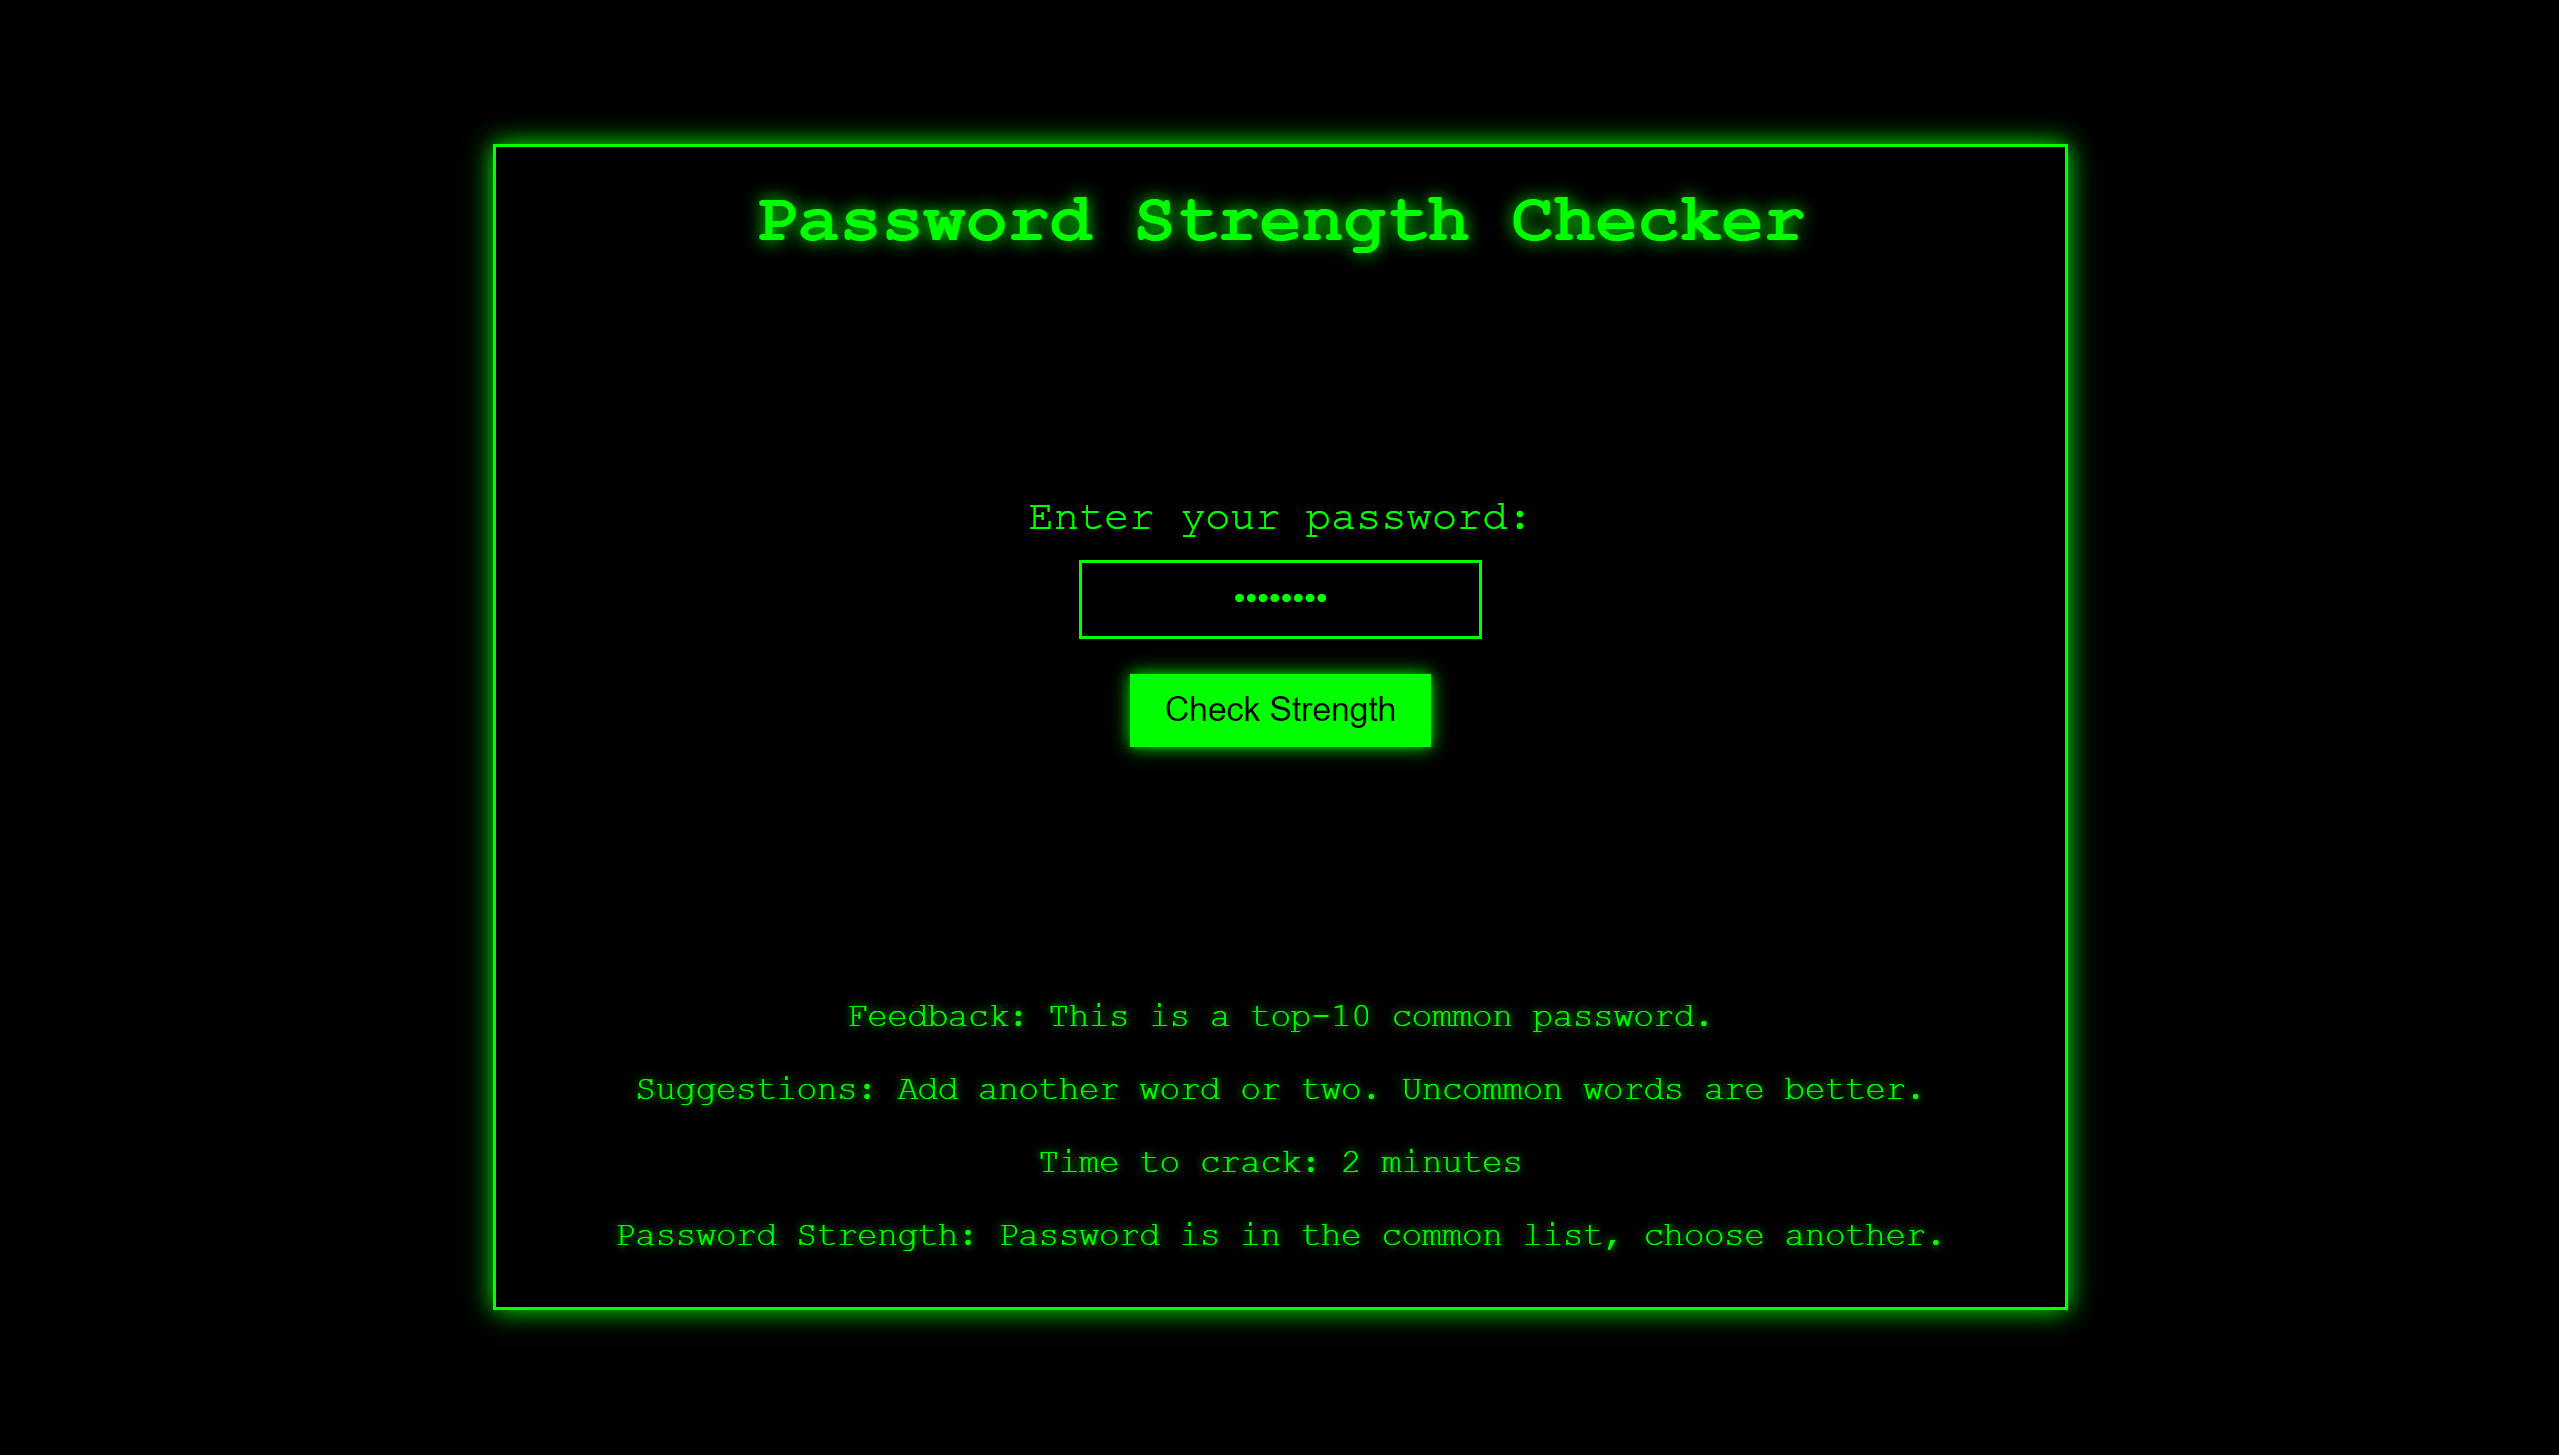 Password Strength Checker
Enter your password:
••••••••
Check Strength
Feedback: This is a top-10 common password.
Suggestions: Add another word or two. Uncommon words are better.
Time to crack: 2 minutes
Password Strength: Password is in the common list, choose another.